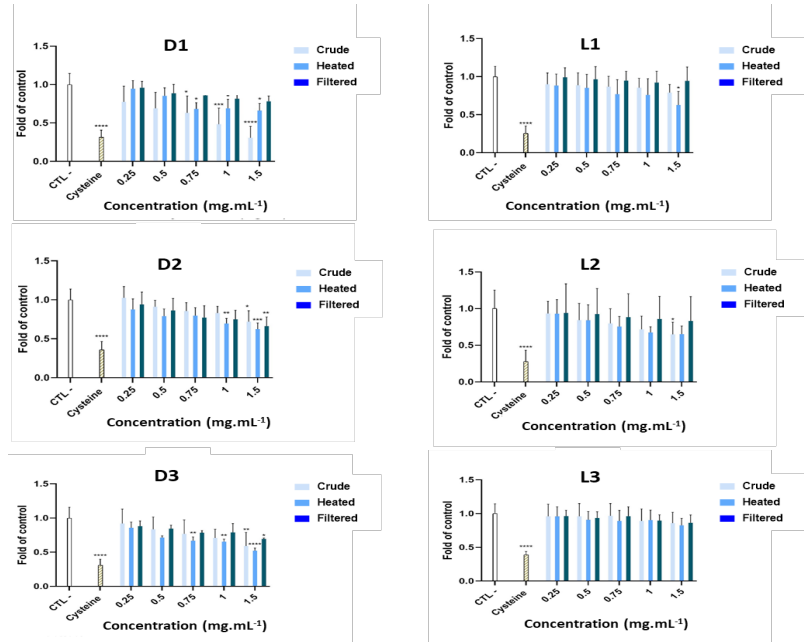 D1
1.5
1.0
0.5
0.0
Fold of control
* *
*** *
**** *
****
CTL -
Cysteine
0.25
0.5
0.75
1
1.5
Concentration (mg.mL-1)
Crude
Heated
Filtered
L1
1.5
1.0
0.5
0.0
Fold of control
****
*
CTL -
Cysteine
0.25
0.5
0.75
1
1.5
Concentration (mg.mL-1)
Crude
Heated
Filtered
D2
1.5
1.0
0.5
0.0
Fold of control
****
**
* *** **
CTL -
Cysteine
0.25
0.5
0.75
1
1.5
Concentration (mg.mL-1)
Crude
Heated
Filtered
L2
1.5
1.0
0.5
0.0
Fold of control
****
*
CTL -
Cysteine
0.25
0.5
0.75
1
1.5
Concentration (mg.mL-1)
Crude
Heated
Filtered
D3
1.5
1.0
0.5
0.0
Fold of control
****
**
**
** **** *
CTL -
Cysteine
0.25
0.5
0.75
1
1.5
Concentration (mg.mL-1)
Crude
Heated
Filtered
L3
1.5
1.0
0.5
0.0
Fold of control
****
CTL -
Cysteine
0.25
0.5
0.75
1
1.5
Concentration (mg.mL-1)
Crude
Heated
Filtered